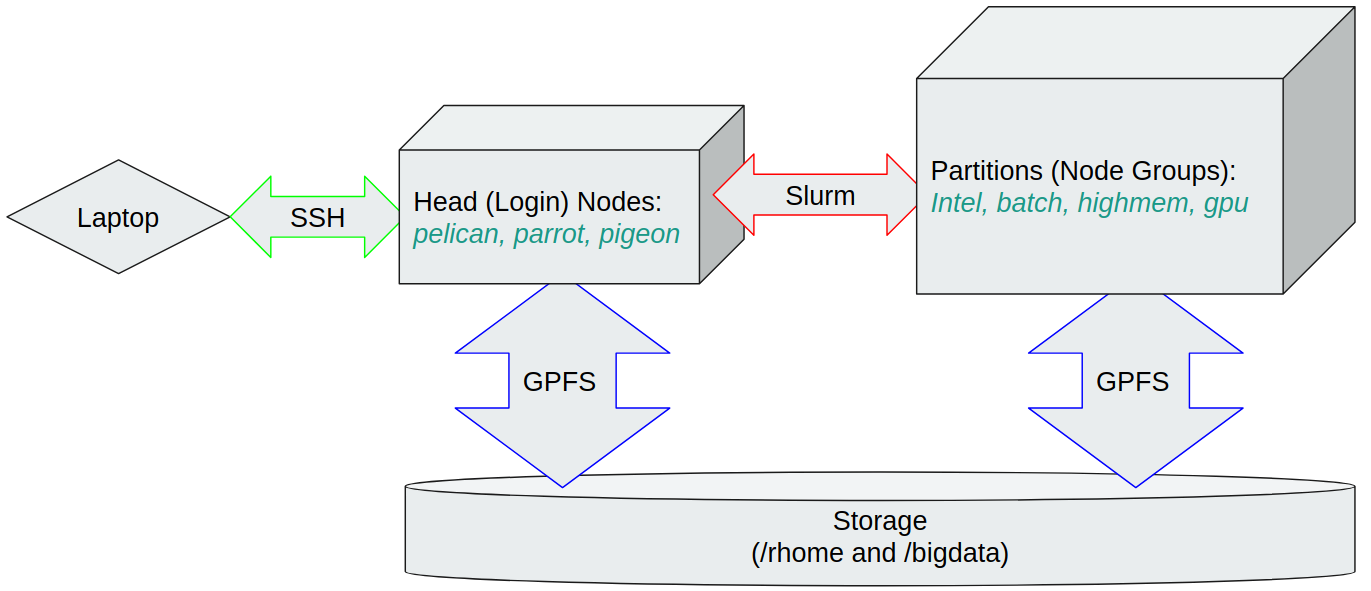 Laptop
SSH
Head (Login) Nodes:
pelican, parrot, pigeon
Slurm
Partitions (Node Groups):
Intel, batch, highmem, gpu
GPFS
GPFS
Storage
(/rhome and /bigdata)